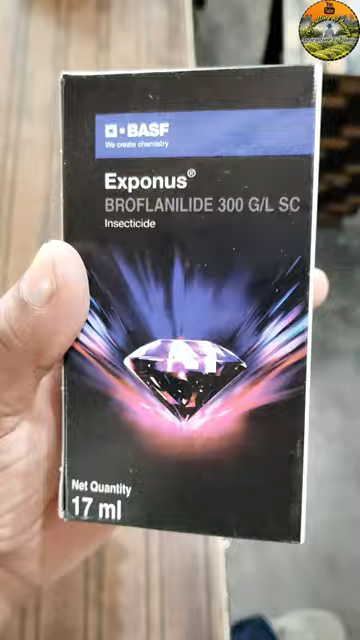 BASF
We create chemistry
Exponus®
BROFLANILIDE 300 G/L SC
Insecticide
Net Quantity
17 ml